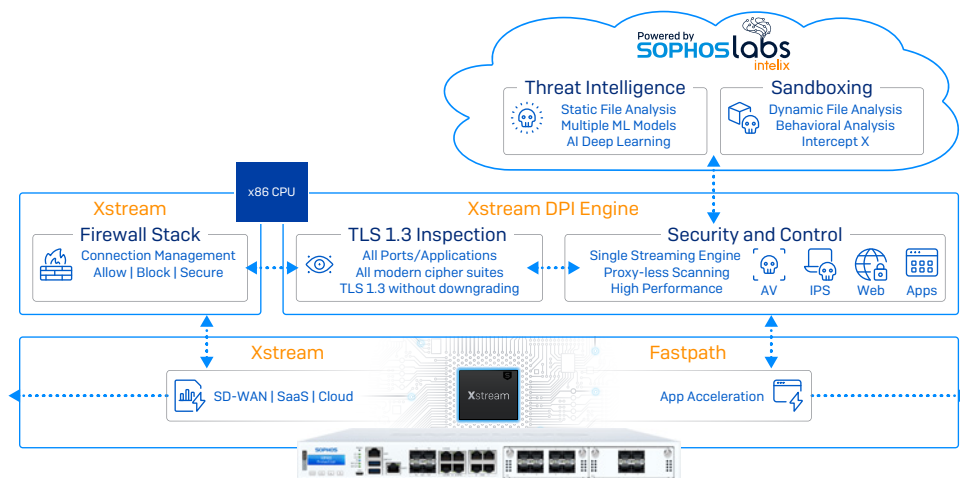 Powered by
SOPHOSlabs
intelix
Threat Intelligence
Static File Analysis
Multiple ML Models
AI Deep Learning
Sandboxing
Dynamic File Analysis
Behavioral Analysis
Intercept X
x86 CPU
Xstream
Firewall Stack
Connection Management
Allow | Block | Secure
Xstream DPI Engine
TLS 1.3 Inspection
All Ports/Applications
All modern cipher suites
TLS 1.3 without downgrading
Security and Control
Single Streaming Engine
Proxy-less Scanning
High Performance
AV
IPS
Web
Apps
Xstream
Fastpath
SD-WAN | SaaS | Cloud
Xstream
App Acceleration
SOPHOS